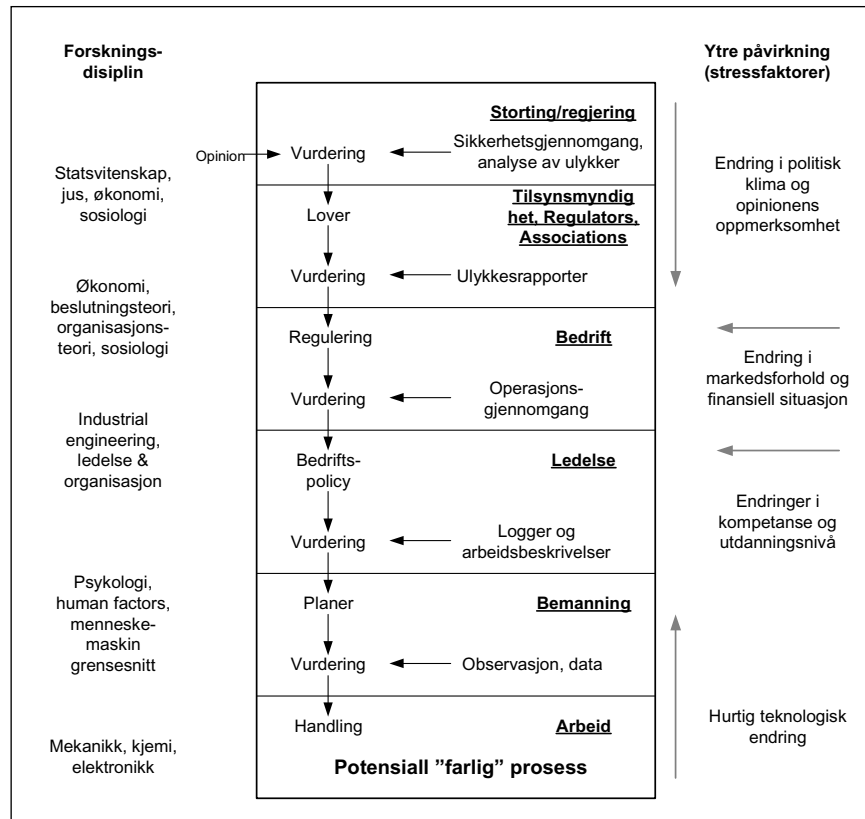 Forsknings-
disiplin
Ytre påvirkning
(stressfaktorer)
Storting/regjering
Opinion
Vurdering
Sikkerhetsgjennomgang,
analyse av ulykker
Statsvitenskap,
jus, økonomi,
sosiologi
Endring i politisk
klima og
opinionens
oppmerksomhet
Tilsynsmyndig
het, Regulators,
Associations
Lover
Vurdering
Ulykkesrapporter
Økonomi,
beslutningsteori,
organisasjons-
teori, sosiologi
Regulering
Bedrift
Endring i
markedsforhold og
finansiell situasjon
Vurdering
Operasjons-
gjennomgang
Industrial
engineering,
ledelse &
organisasjon
Bedrifts-
policy
Ledelse
Endringer i
kompetanse og
utdanningsnivå
Vurdering
Logger og
arbeidsbeskrivelser
Psykologi,
human factors,
menneske-
maskin
grensesnitt
Planer
Bemanning
Vurdering
Observasjon, data
Handling
Arbeid
Hurtig teknologisk
endring
Mekanikk, kjemi,
elektronikk
Potensiall ”farlig” prosess